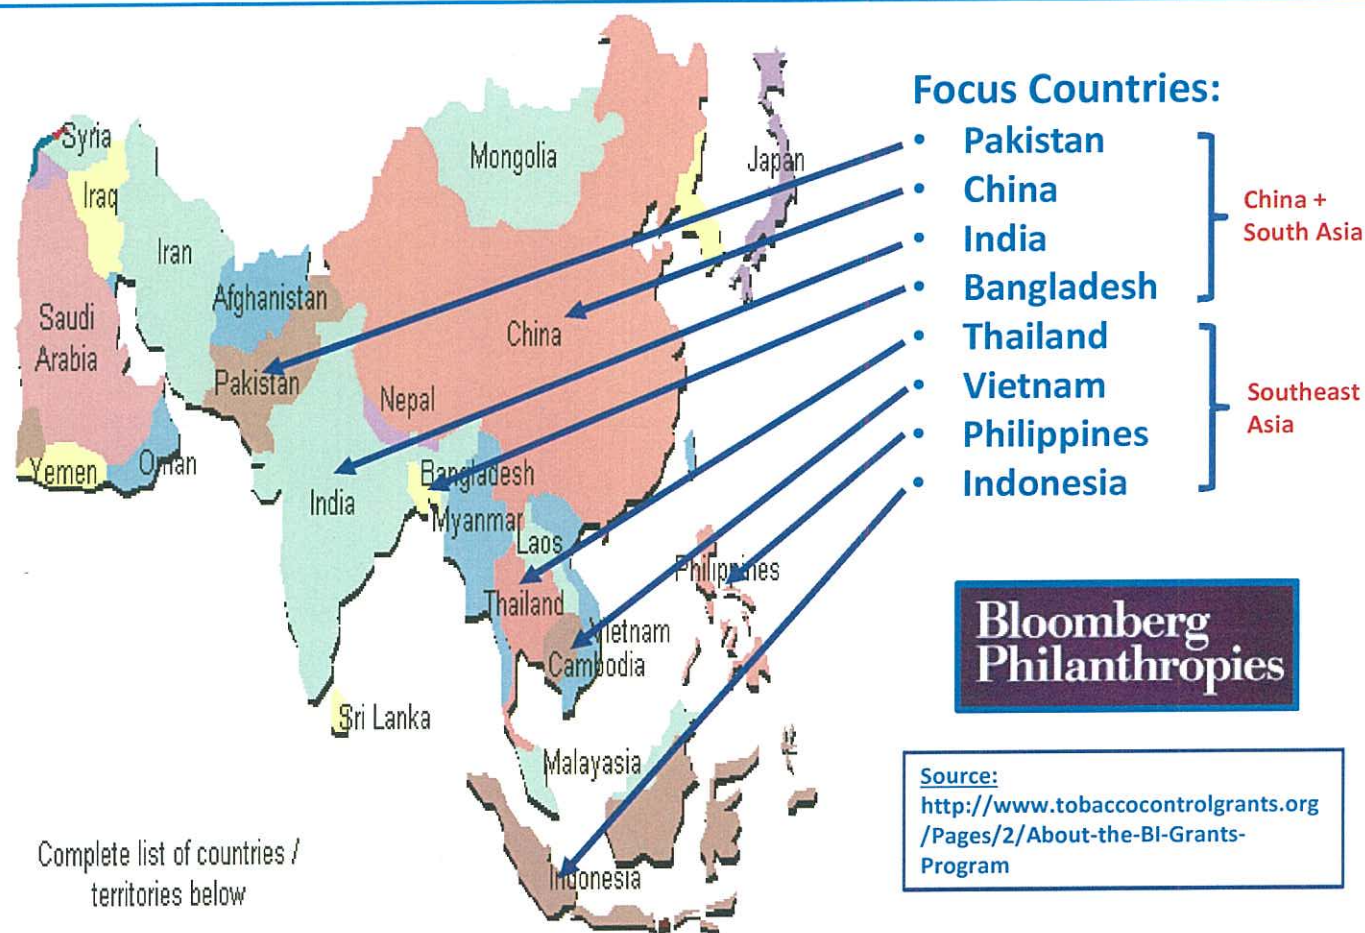 Focus Countries:
• Pakistan
• China
• India
• Bangladesh
• Thailand
• Vietnam
• Philippines
• Indonesia
China +
South Asia
Southeast
Asia
Syria
Iraq
Iran
Saudi
Arabia
Yemen
Oman
Afghanistan
Pakistan
Mongolia
Japan
China
Nepal
India
Bangladesh
Myanmar
Laos
Thailand
Vietnam
Cambodia
Philippines
Sri Lanka
Malayasia
Indonesia
Complete list of countries /
territories below
Bloomberg
Philanthropies
Source:
http://www.tobaccocontrolgrants.org
/Pages/2/About-the-BI-Grants-
Program